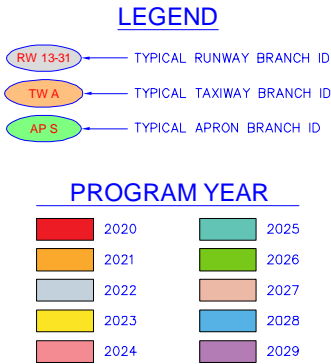 LEGEND
RW 13-31 TYPICAL RUNWAY BRANCH ID
TW A TYPICAL TAXIWAY BRANCH ID
AP S TYPICAL APRON BRANCH ID
PROGRAM YEAR
2020 2025
2021 2026
2022 2027
2023 2028
2024 2029